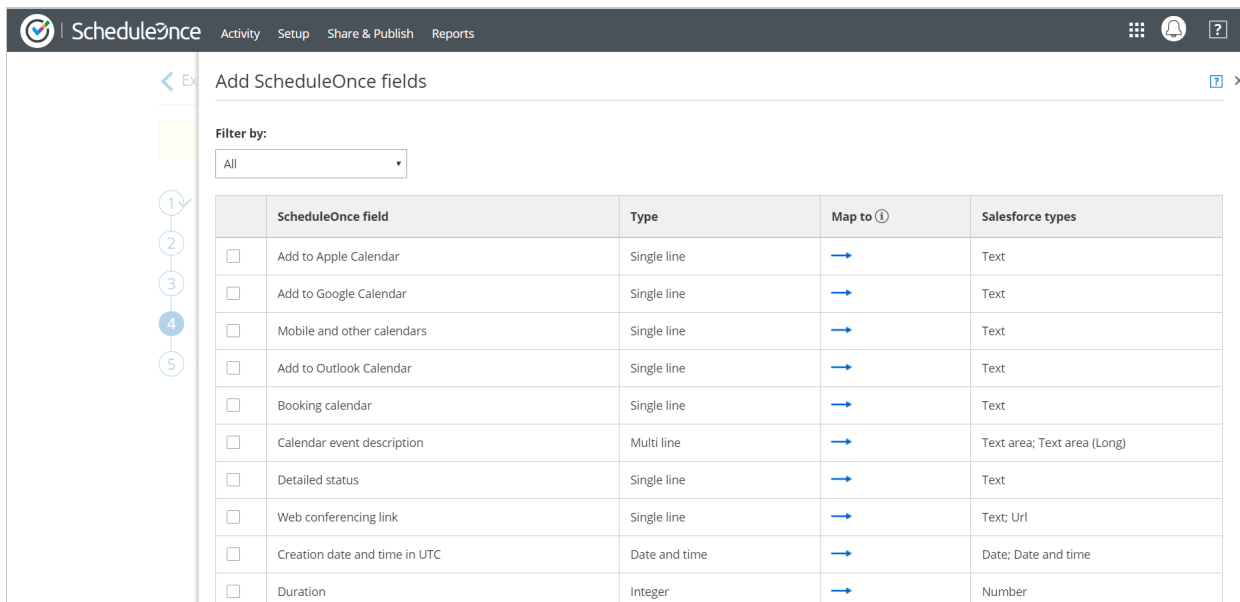 ScheduleOnce Activity Setup Share & Publish Reports ?
Ex Add ScheduleOnce fields ? ×
Filter by:
All
ScheduleOnce field Type Map to i Salesforce types
Add to Apple Calendar Single line Text
Add to Google Calendar Single line Text
Mobile and other calendars Single line Text
Add to Outlook Calendar Single line Text
Booking calendar Single line Text
Calendar event description Multi line Text area; Text area (Long)
Detailed status Single line Text
Web conferencing link Single line Text; Url
Creation date and time in UTC Date and time Date; Date and time
Duration Integer Number
1
2
3
4
5